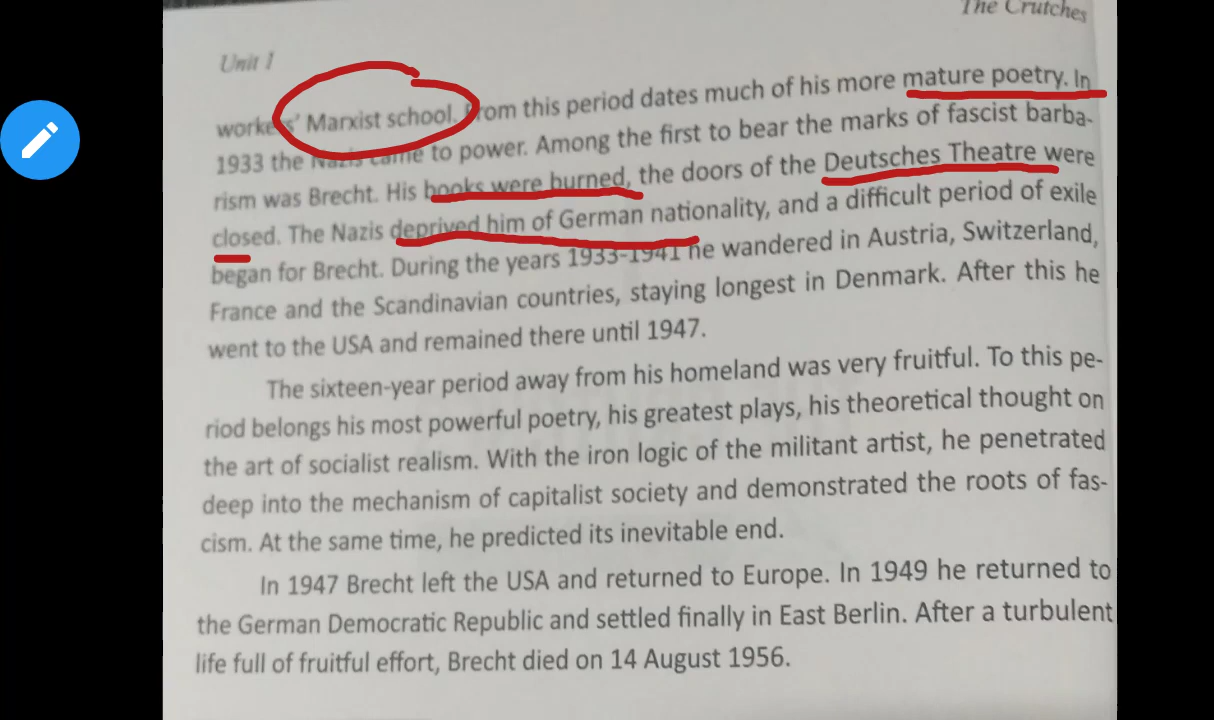 The Crutches
Unit 1
workers' Marxist school. From this period dates much of his more mature poetry. In
1933 the Nazis came to power. Among the first to bear the marks of fascist barba-
rism was Brecht. His books were burned, the doors of the Deutsches Theatre were
closed. The Nazis deprived him of German nationality, and a difficult period of exile
began for Brecht. During the years 1933-1941 he wandered in Austria, Switzerland,
France and the Scandinavian countries, staying longest in Denmark. After this he
went to the USA and remained there until 1947.
The sixteen-year period away from his homeland was very fruitful. To this pe-
riod belongs his most powerful poetry, his greatest plays, his theoretical thought on
the art of socialist realism. With the iron logic of the militant artist, he penetrated
deep into the mechanism of capitalist society and demonstrated the roots of fas-
cism. At the same time, he predicted its inevitable end.
In 1947 Brecht left the USA and returned to Europe. In 1949 he returned to
the German Democratic Republic and settled finally in East Berlin. After a turbulent
life full of fruitful effort, Brecht died on 14 August 1956.